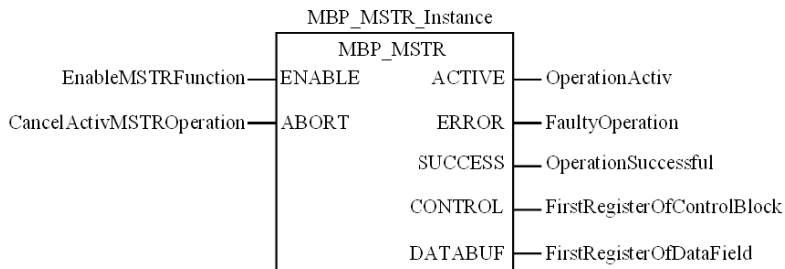 MBP_MSTR_Instance
MBP_MSTR
EnableMSTRFunction ENABLE ACTIVE OperationActiv
CancelActivMSTROperation ABORT ERROR FaultyOperation
SUCCESS OperationSuccessful
CONTROL FirstRegisterOfControlBlock
DATABUF FirstRegisterOfDataField